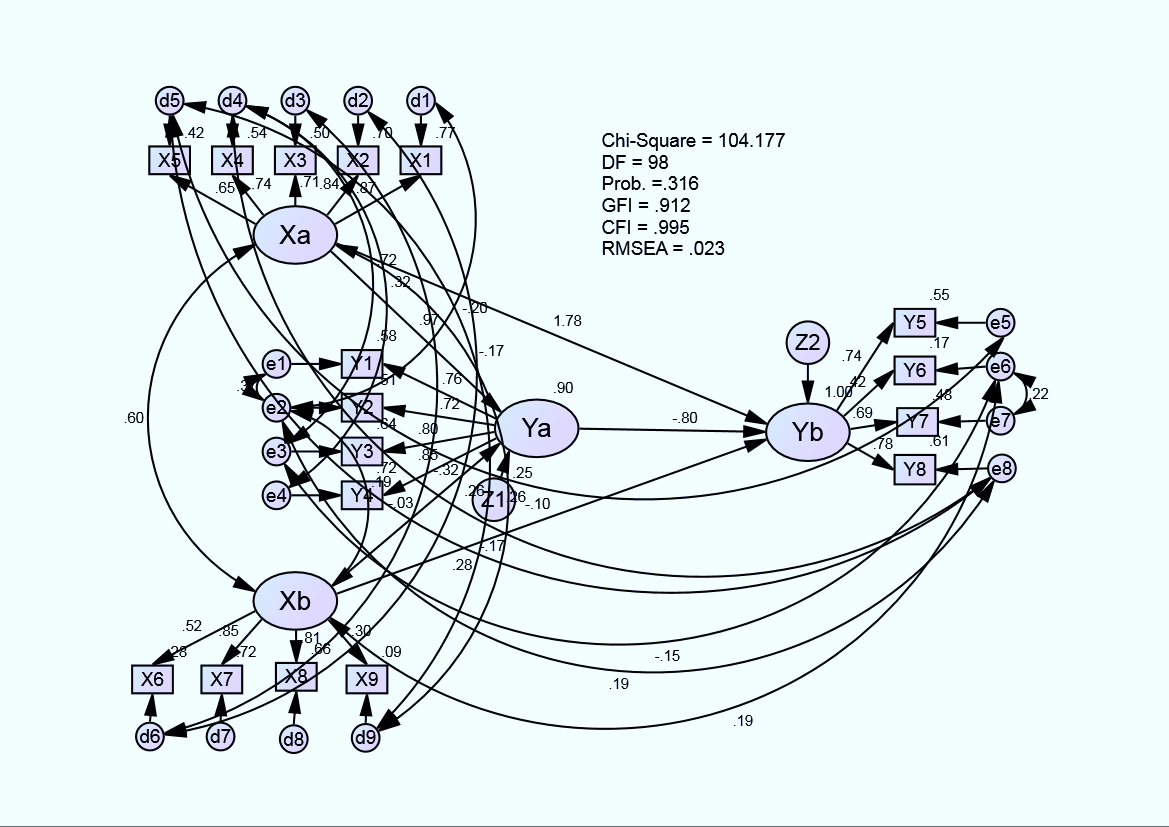 d5 d4 d3 d2 d1
.42 .54 .50 .70 .77
X5 X4 X3 X2 X1
.65 .74 .71 .84 .87
Xa
Chi-Square = 104.177
DF = 98
Prob. =.316
GFI = .912
CFI = .995
RMSEA = .023
.72
.32
-.20
.97
1.78
.55
Y5 e5
Z2
.58
-.17
.17
e1 Y1
.74
Y6 e6
.76
.90
.42
1.00
.48
.22
.51
e2 Y2
.72
-.80
.69
Y7 e7
.60
.64
.80
Ya
Yb
.78
.61
e3 Y3
.85
Y8 e8
.72
-.32
.25
.19
e4 Y4
.26
Z1
.26
-.03
-.10
-.17
.28
Xb
.52 .85 .81 .30
.28 .72 .66 .09
-.15
X6 X7 X8 X9
.19
.19
d6 d7 d8 d9